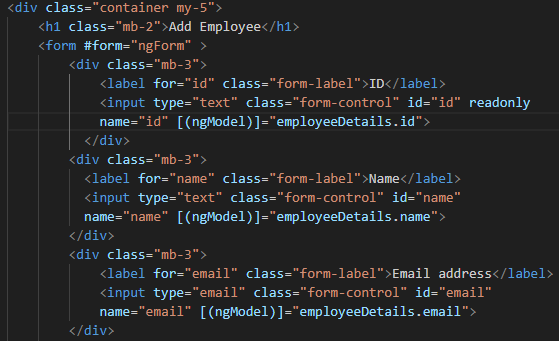 <div class="container my-5">
<h1 class="mb-2">Add Employee</h1>
<form #form="ngForm" >
<div class="mb-3">
<label for="id" class="form-label">ID</label>
<input type="text" class="form-control" id="id" readonly
name="id" [(ngModel)]="employeeDetails.id">
</div>
<div class="mb-3">
<label for="name" class="form-label">Name</label>
<input type="text" class="form-control" id="name"
name="name" [(ngModel)]="employeeDetails.name">
</div>
<div class="mb-3">
<label for="email" class="form-label">Email address</label>
<input type="email" class="form-control" id="email"
name="email" [(ngModel)]="employeeDetails.email">
</div>